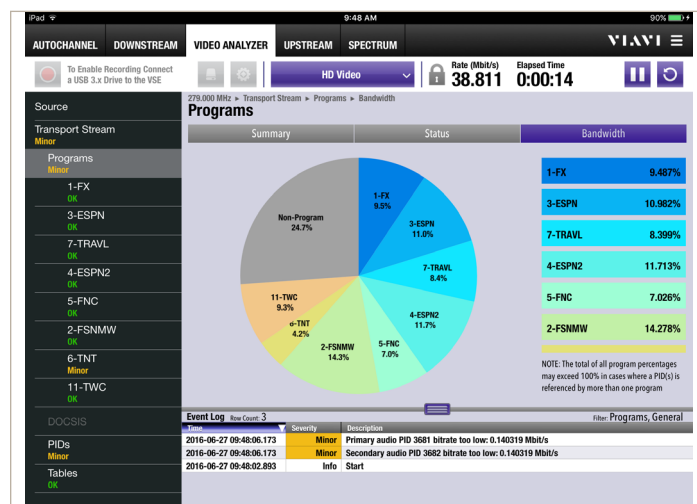 iPad 9:48 AM 90%
AUTOCHANNEL DOWNSTREAM VIDEO ANALYZER UPSTREAM SPECTRUM VIAVI
To Enable Recording Connect
a USB 3.x Drive to the VSE
HD Video
Rate (Mbit/s)
38.811
Elapsed Time
0:00:14
Source
Transport Stream
Minor
Programs
Minor
1-FX
OK
3-ESPN
OK
7-TRAVL
OK
4-ESPN2
OK
5-FNC
OK
2-FSNMW
OK
6-TNT
Minor
11-TWC
OK
DOCSIS
PIDs
Minor
Tables
OK
279.000 MHz ► Transport Stream ► Programs ► Bandwidth
Programs
Summary Status Bandwidth
1-FX
9.5%
3-ESPN
11.0%
7-TRAVL
8.4%
4-ESPN2
11.7%
5-FNC
7.0%
2-FSNMW
14.3%
6-TNT
4.2%
11-TWC
9.3%
Non-Program
24.7%
1-FX 9.487%
3-ESPN 10.982%
7-TRAVL 8.399%
4-ESPN2 11.713%
5-FNC 7.026%
2-FSNMW 14.278%
NOTE: The total of all program percentages
may exceed 100% in cases where a PID(s) is
referenced by more than one program
Event Log Row Count: 3 Filter: Programs, General
Time Severity Description
2016-06-27 09:48:06.173 Minor Primary audio PID 3681 bitrate too low: 0.140319 Mbit/s
2016-06-27 09:48:06.173 Minor Secondary audio PID 3682 bitrate too low: 0.140319 Mbit/s
2016-06-27 09:48:02.893 Info Start